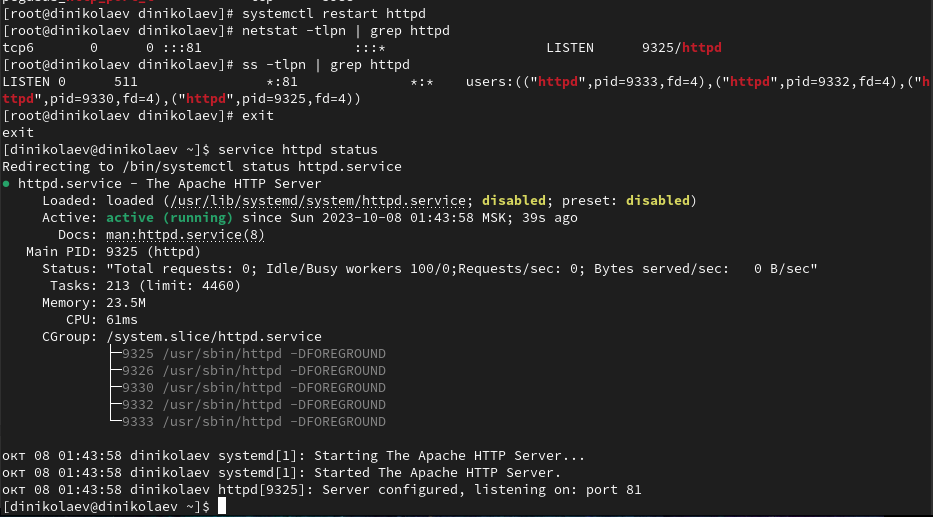 [root@dinikolaev dinikolaev]# systemctl restart httpd
[root@dinikolaev dinikolaev]# netstat -tlpn | grep httpd
tcp6       0      0 :::81                   :::*                    LISTEN      9325/httpd
[root@dinikolaev dinikolaev]# ss -tlpn | grep httpd
LISTEN 0      511                *:81              *:*    users:(("httpd",pid=9333,fd=4),("httpd",pid=9332,fd=4),("h
ttpd",pid=9330,fd=4),("httpd",pid=9325,fd=4))
[root@dinikolaev dinikolaev]# exit
exit
[dinikolaev@dinikolaev ~]$ service httpd status
Redirecting to /bin/systemctl status httpd.service
● httpd.service - The Apache HTTP Server
     Loaded: loaded (/usr/lib/systemd/system/httpd.service; disabled; preset: disabled)
     Active: active (running) since Sun 2023-10-08 01:43:58 MSK; 39s ago
       Docs: man:httpd.service(8)
   Main PID: 9325 (httpd)
     Status: "Total requests: 0; Idle/Busy workers 100/0;Requests/sec: 0; Bytes served/sec:   0 B/sec"
      Tasks: 213 (limit: 4460)
     Memory: 23.5M
        CPU: 61ms
     CGroup: /system.slice/httpd.service
             ├─9325 /usr/sbin/httpd -DFOREGROUND
             ├─9326 /usr/sbin/httpd -DFOREGROUND
             ├─9330 /usr/sbin/httpd -DFOREGROUND
             ├─9332 /usr/sbin/httpd -DFOREGROUND
             └─9333 /usr/sbin/httpd -DFOREGROUND
окт 08 01:43:58 dinikolaev systemd[1]: Starting The Apache HTTP Server...
окт 08 01:43:58 dinikolaev systemd[1]: Started The Apache HTTP Server.
окт 08 01:43:58 dinikolaev httpd[9325]: Server configured, listening on: port 81
[dinikolaev@dinikolaev ~]$